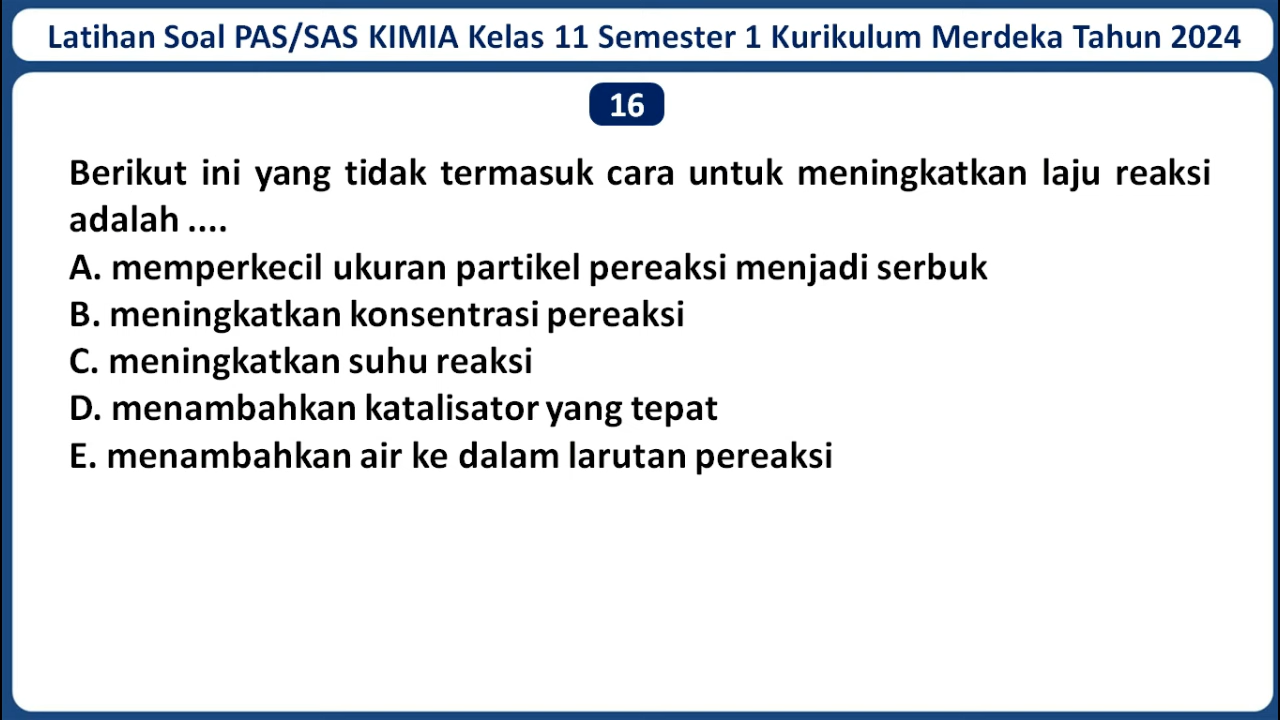 Latihan Soal PAS/SAS KIMIA Kelas 11 Semester 1 Kurikulum Merdeka Tahun 2024
16
Berikut ini yang tidak termasuk cara untuk meningkatkan laju reaksi
adalah ....
A. memperkecil ukuran partikel pereaksi menjadi serbuk
B. meningkatkan konsentrasi pereaksi
C. meningkatkan suhu reaksi
D. menambahkan katalisator yang tepat
E. menambahkan air ke dalam larutan pereaksi